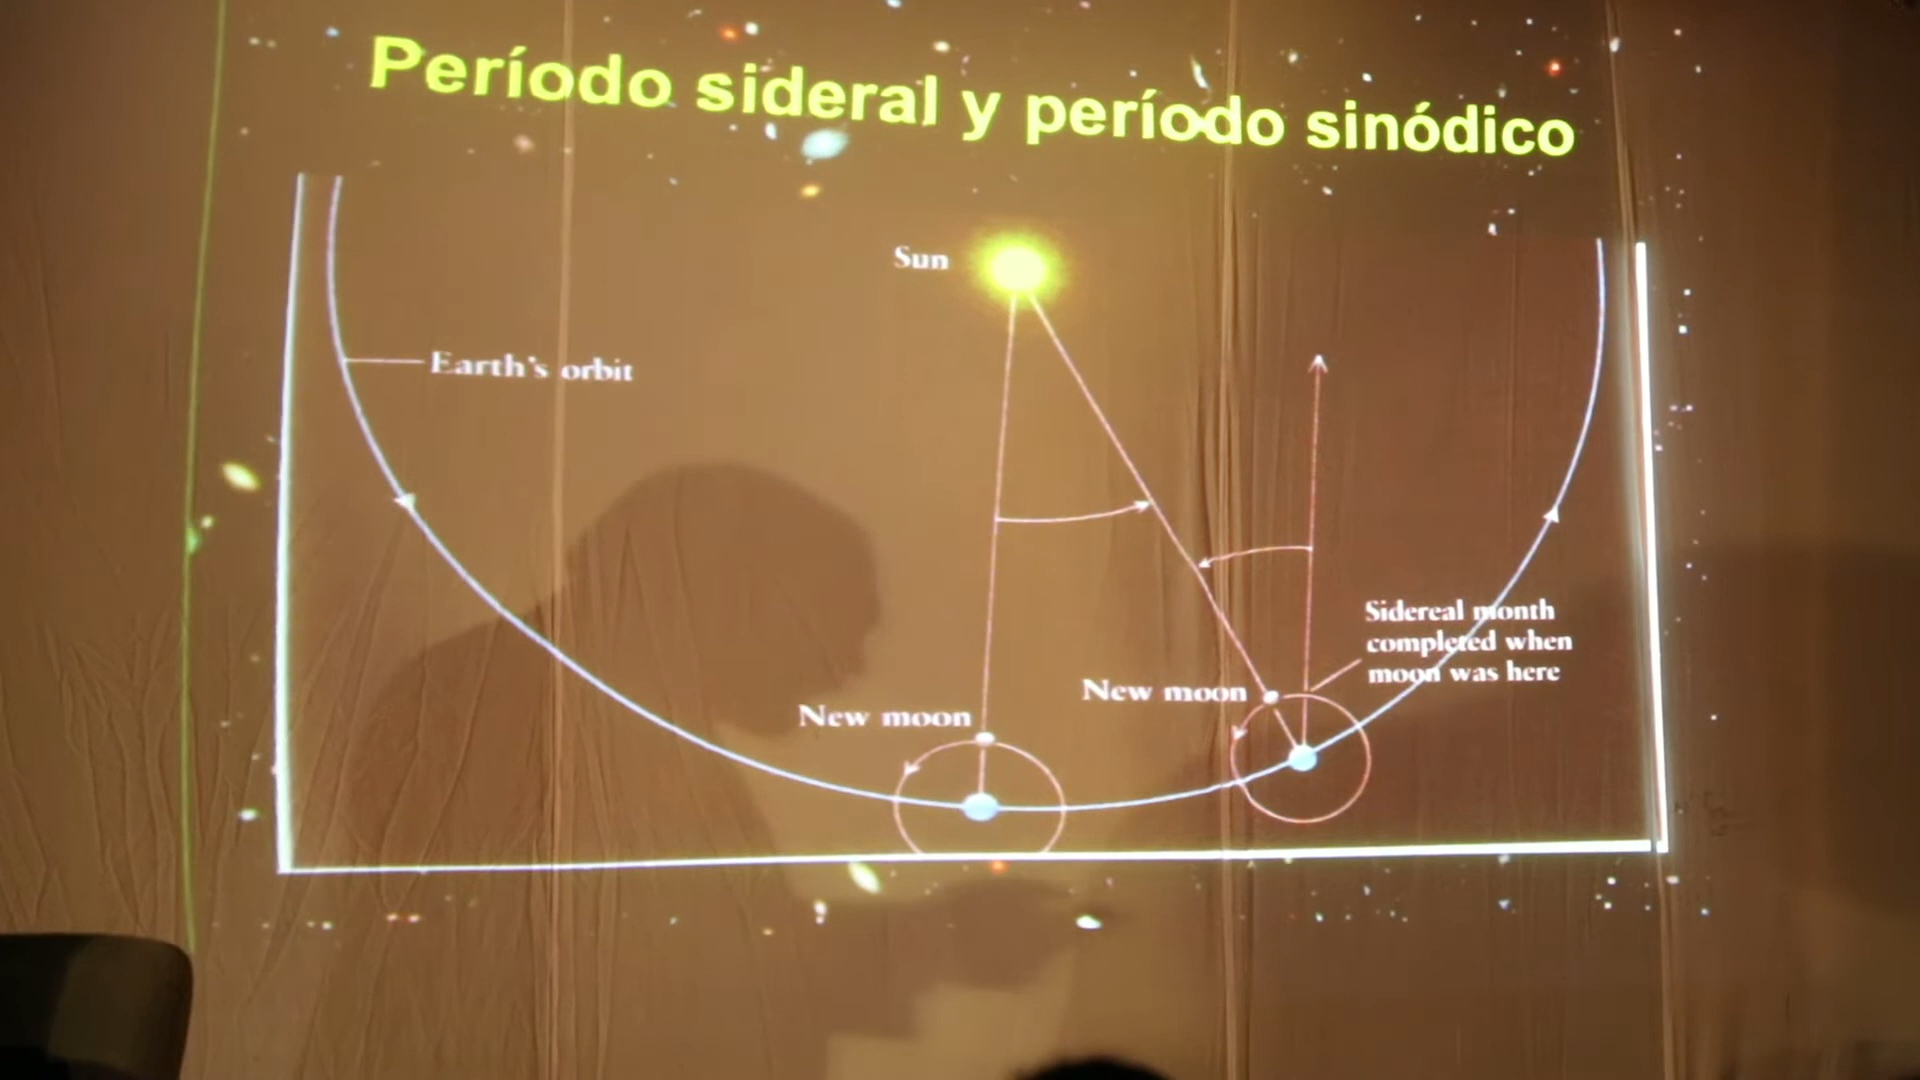 Período sideral y período sinódico
Sun
Earth's orbit
Sidereal month
completed when
moon was here
New moon
New moon